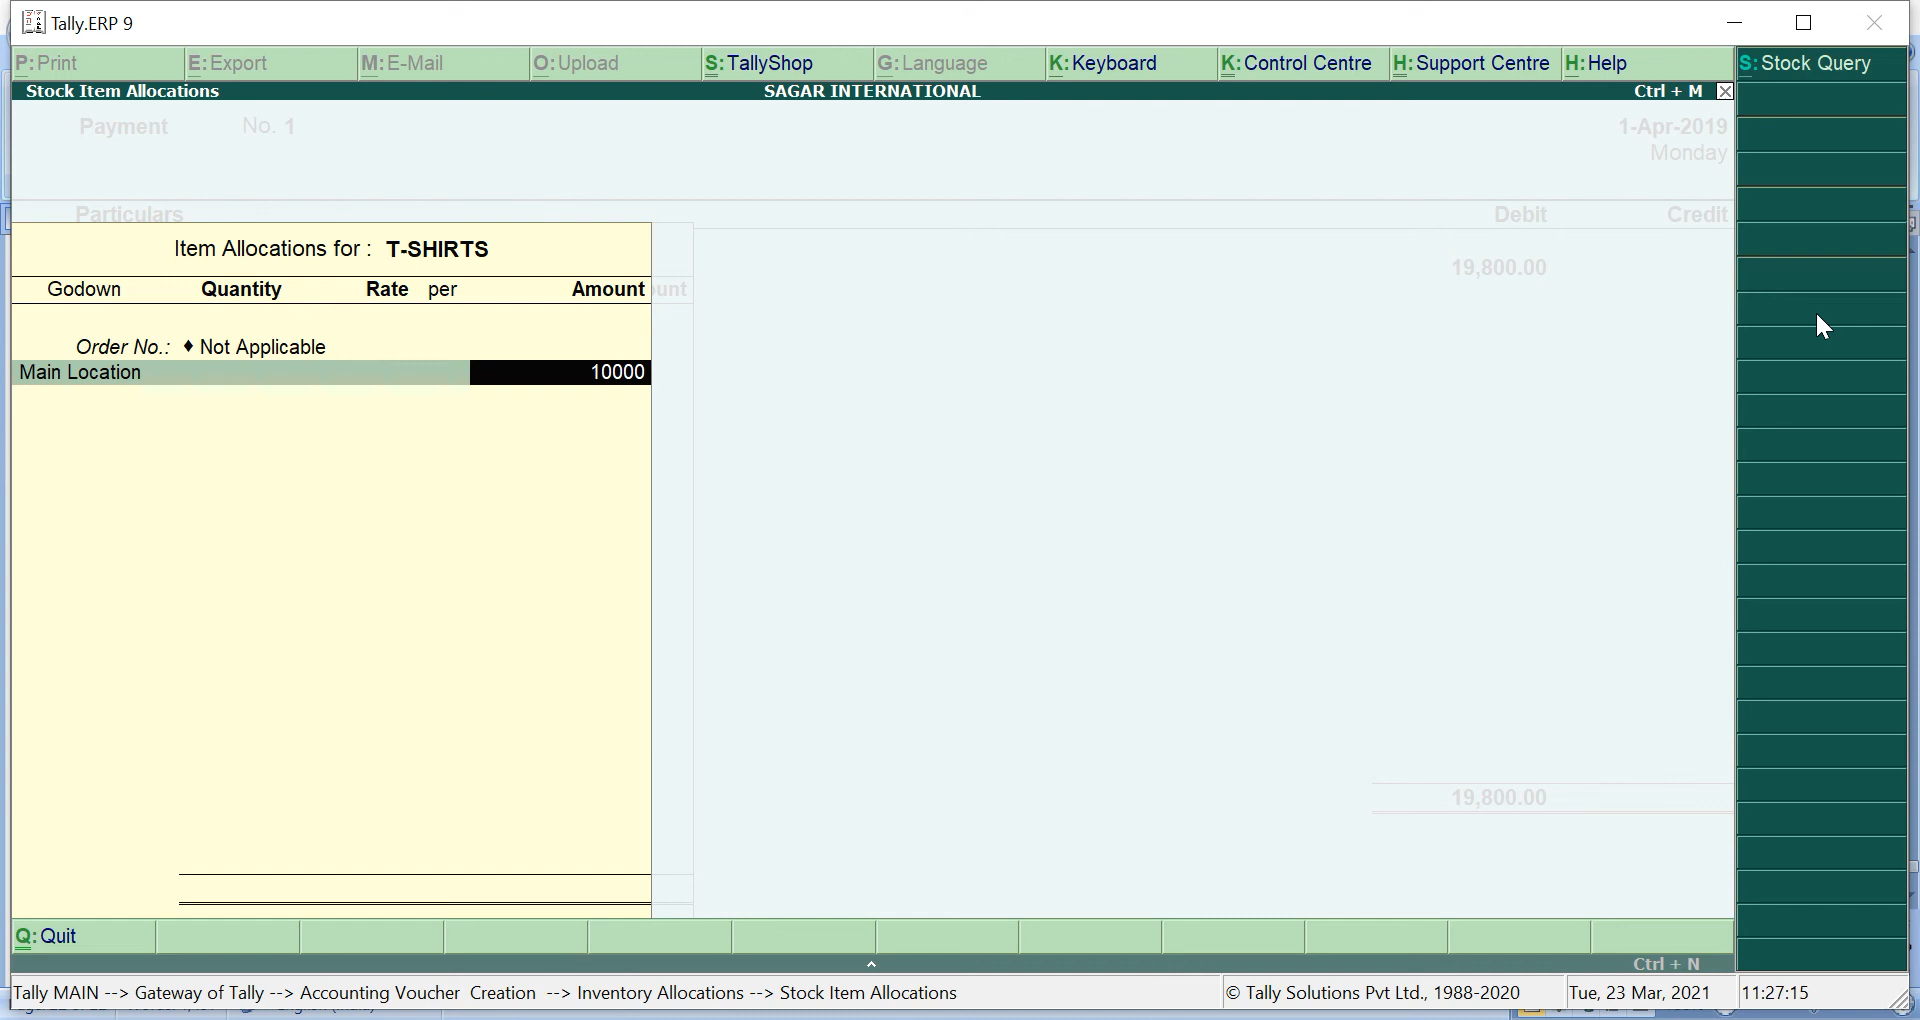 Tally.ERP 9
P: Print E: Export M: E-Mail O: Upload S: TallyShop G: Language K: Keyboard K: Control Centre H: Support Centre H: Help S: Stock Query
Stock Item Allocations SAGAR INTERNATIONAL Ctrl + M
Payment No. 1 1-Apr-2019
Monday
Particulars Debit Credit
Item Allocations for : T-SHIRTS
19,800.00
Godown Quantity Rate per Amount
Order No.: ♦ Not Applicable
Main Location 10000
19,800.00
Q: Quit
Ctrl + N
Tally MAIN --> Gateway of Tally --> Accounting Voucher Creation --> Inventory Allocations --> Stock Item Allocations © Tally Solutions Pvt Ltd., 1988-2020 Tue, 23 Mar, 2021 11:27:15